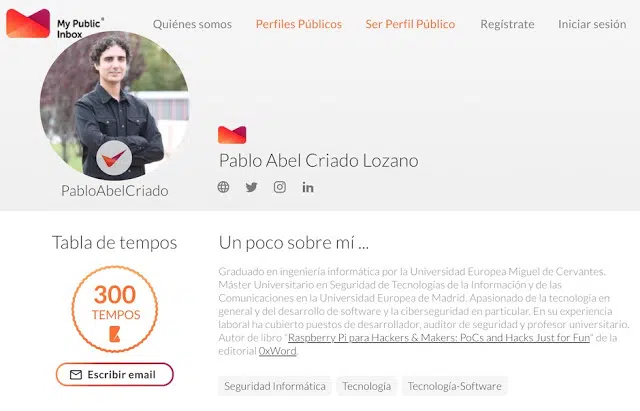 My Public Inbox
Quiénes somos
Perfiles Públicos
Ser Perfil Público
Regístrate
Iniciar sesión
Pablo Abel Criado Lozano
PabloAbelCriado
Tabla de tempos
300
TEMPOS
Escribir email
Un poco sobre mí ...
Graduado en ingeniería informática por la Universidad Europea Miguel de Cervantes.
Máster Universitario en Seguridad de Tecnologías de la Información y de las
Comunicaciones en la Universidad Europea de Madrid. Apasionado de la tecnología en
general y del desarrollo de software y la ciberseguridad en particular. En su experiencia
laboral ha cubierto puestos de desarrollador, auditor de seguridad y profesor universitario.
Autor de libro "Raspberry Pi para Hackers & Makers: PoCs and Hacks Just for Fun" de la
editorial 0xWord.
Seguridad Informática
Tecnología
Tecnología-Software